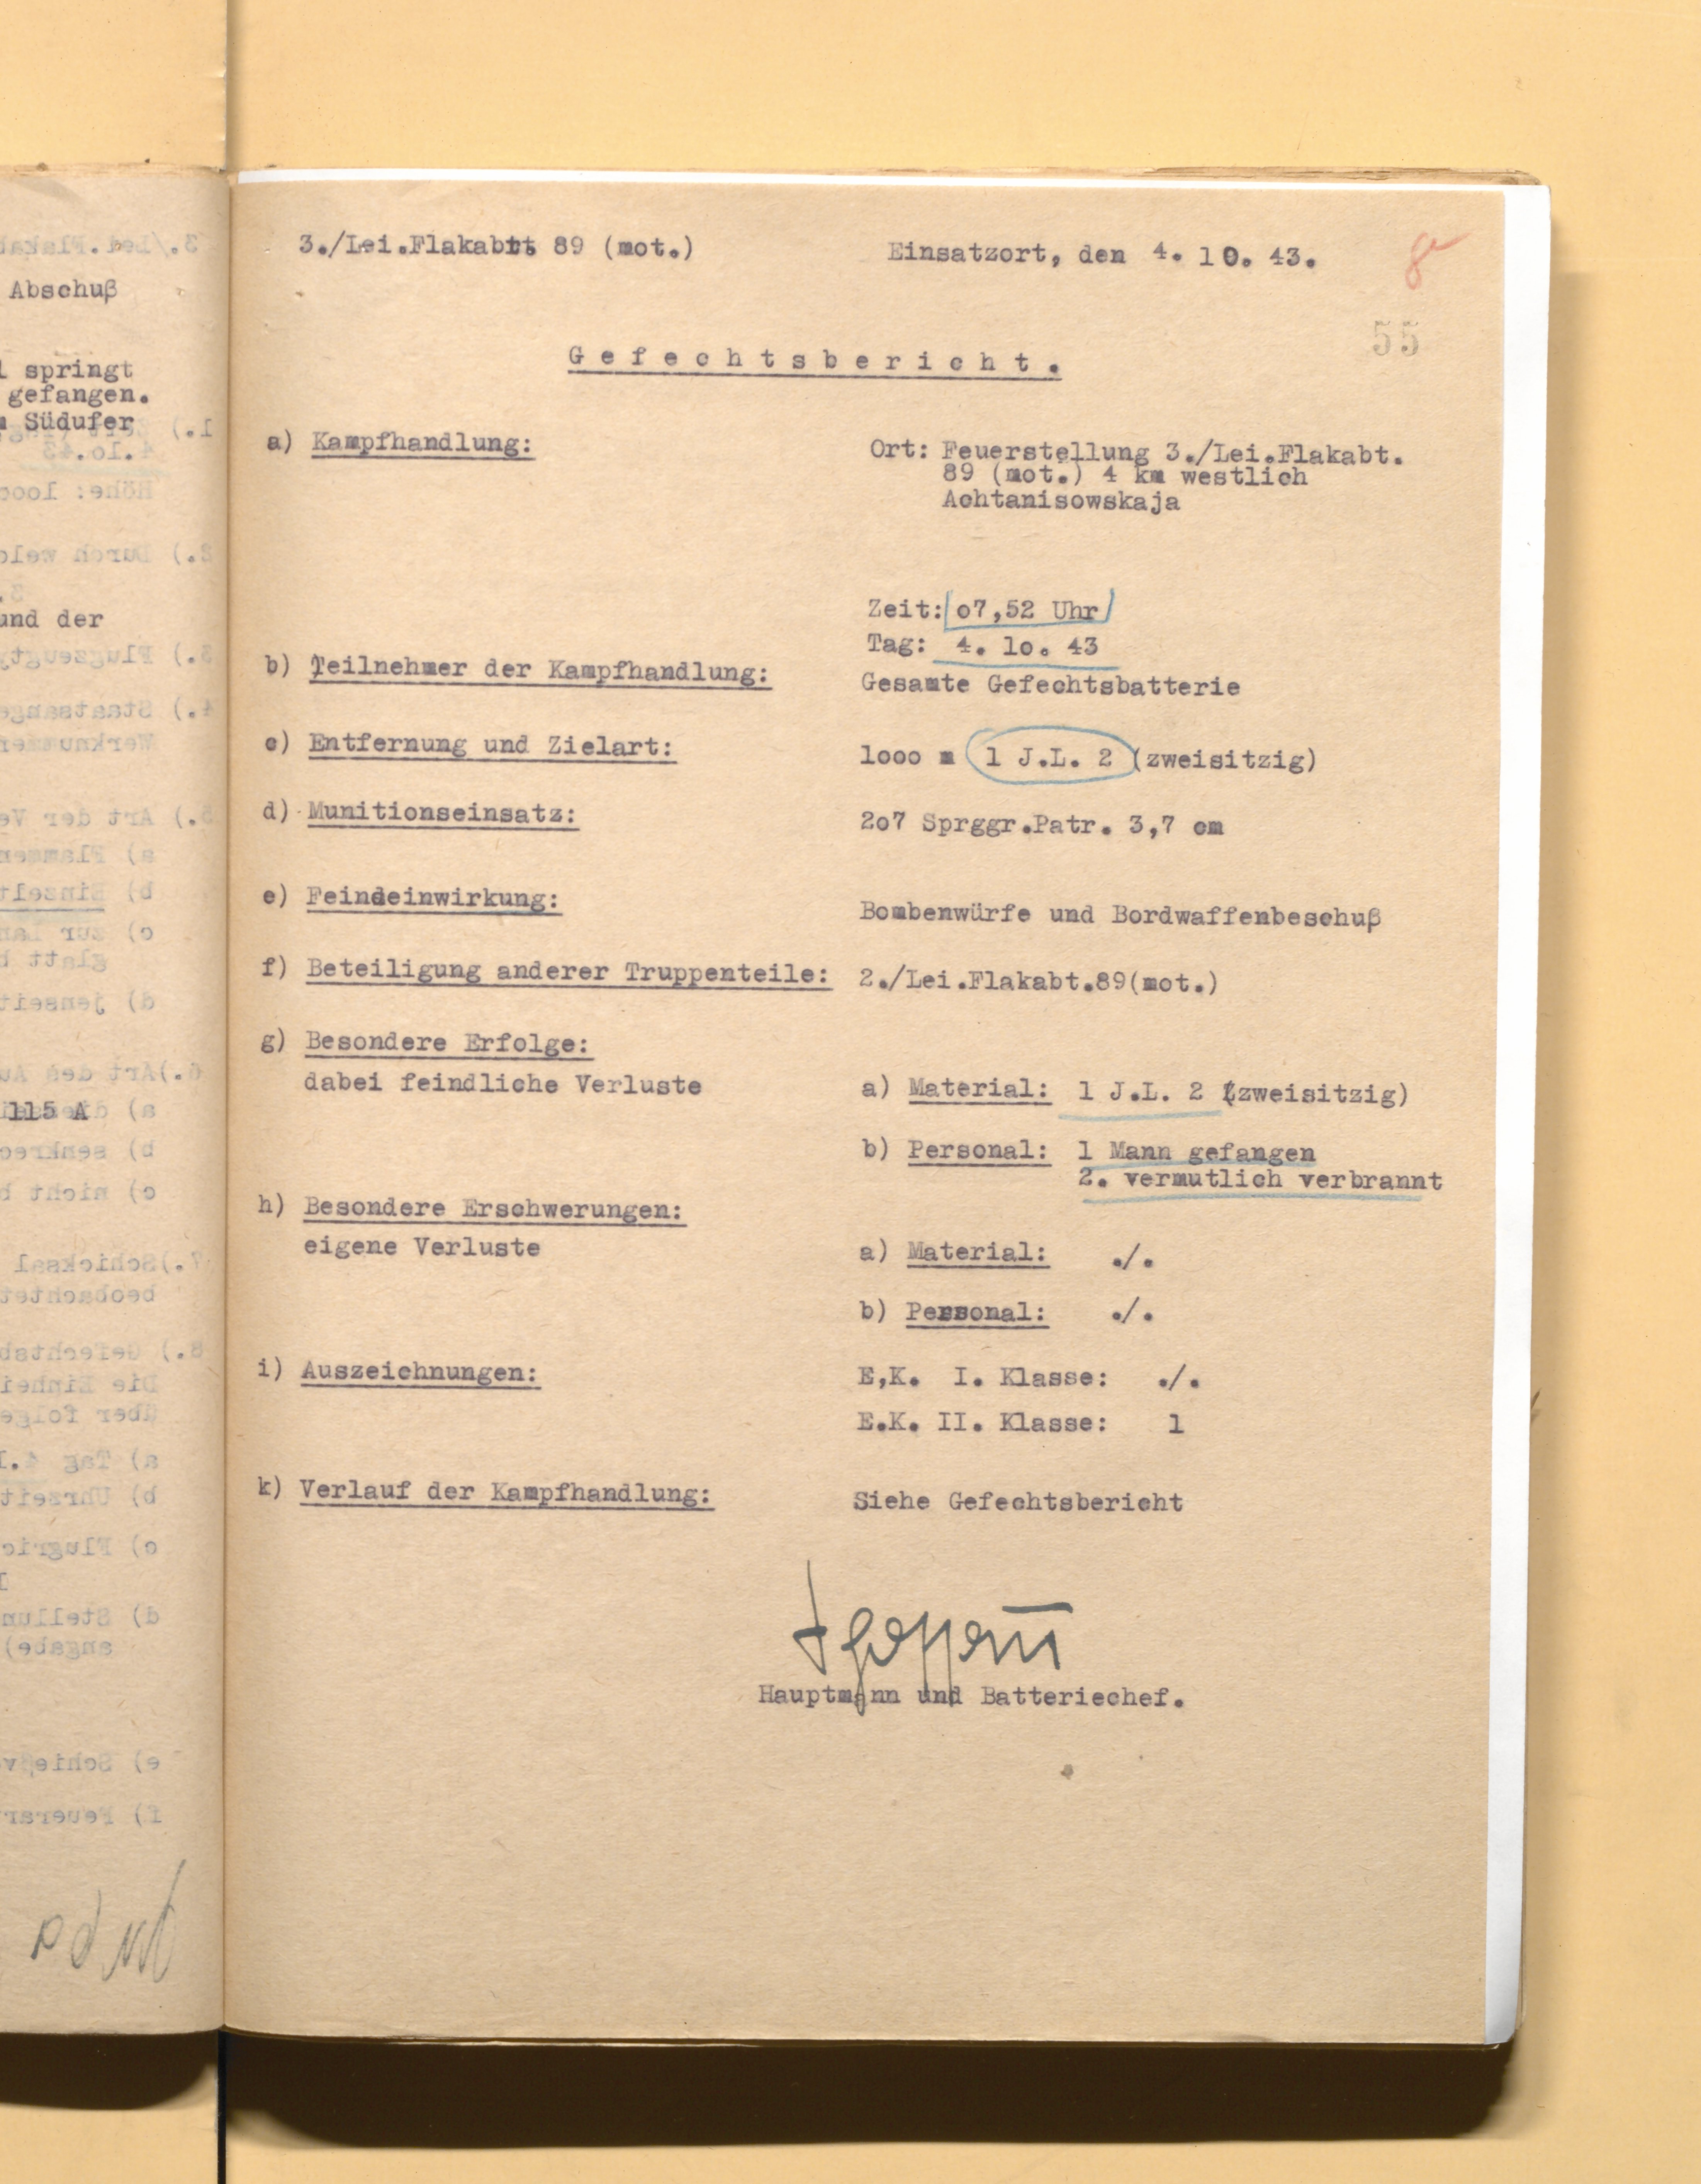 Abschuß
l springt
gefangen.
Südufer
und der
115 A
3./Lei.Flakabtt. 89 (mot.)
Einsatzort, den 4. 10. 43.
55
Gefechtsbericht.
a) Kampfhandlung:
Ort: Feuerstellung 3./Lei.Flakabt.
89 (mot.) 4 km westlich
Achtanisowskaja
Zeit: o7,52 Uhr
Tag: 4. lo. 43
b) Teilnehmer der Kampfhandlung:
Gesamte Gefechtsbatterie
c) Entfernung und Zielart:
looo m 1 J.L. 2 (zweisitzig)
d) Munitionseinsatz:
2o7 Sprggr.Patr. 3,7 cm
e) Feindeinwirkung:
Bombenwürfe und Bordwaffenbeschuß
f) Beteiligung anderer Truppenteile:
2./Lei.Flakabt.89(mot.)
g) Besondere Erfolge:
dabei feindliche Verluste
a) Material: 1 J.L. 2 (zweisitzig)
b) Personal: 1 Mann gefangen
2. vermutlich verbrannt
h) Besondere Erschwerungen:
eigene Verluste
a) Material: ./.
b) Personal: ./.
i) Auszeichnungen:
E,K. I. Klasse: ./.
E.K. II. Klasse: 1
k) Verlauf der Kampfhandlung:
Siehe Gefechtsbericht
Hauptmann und Batteriechef.